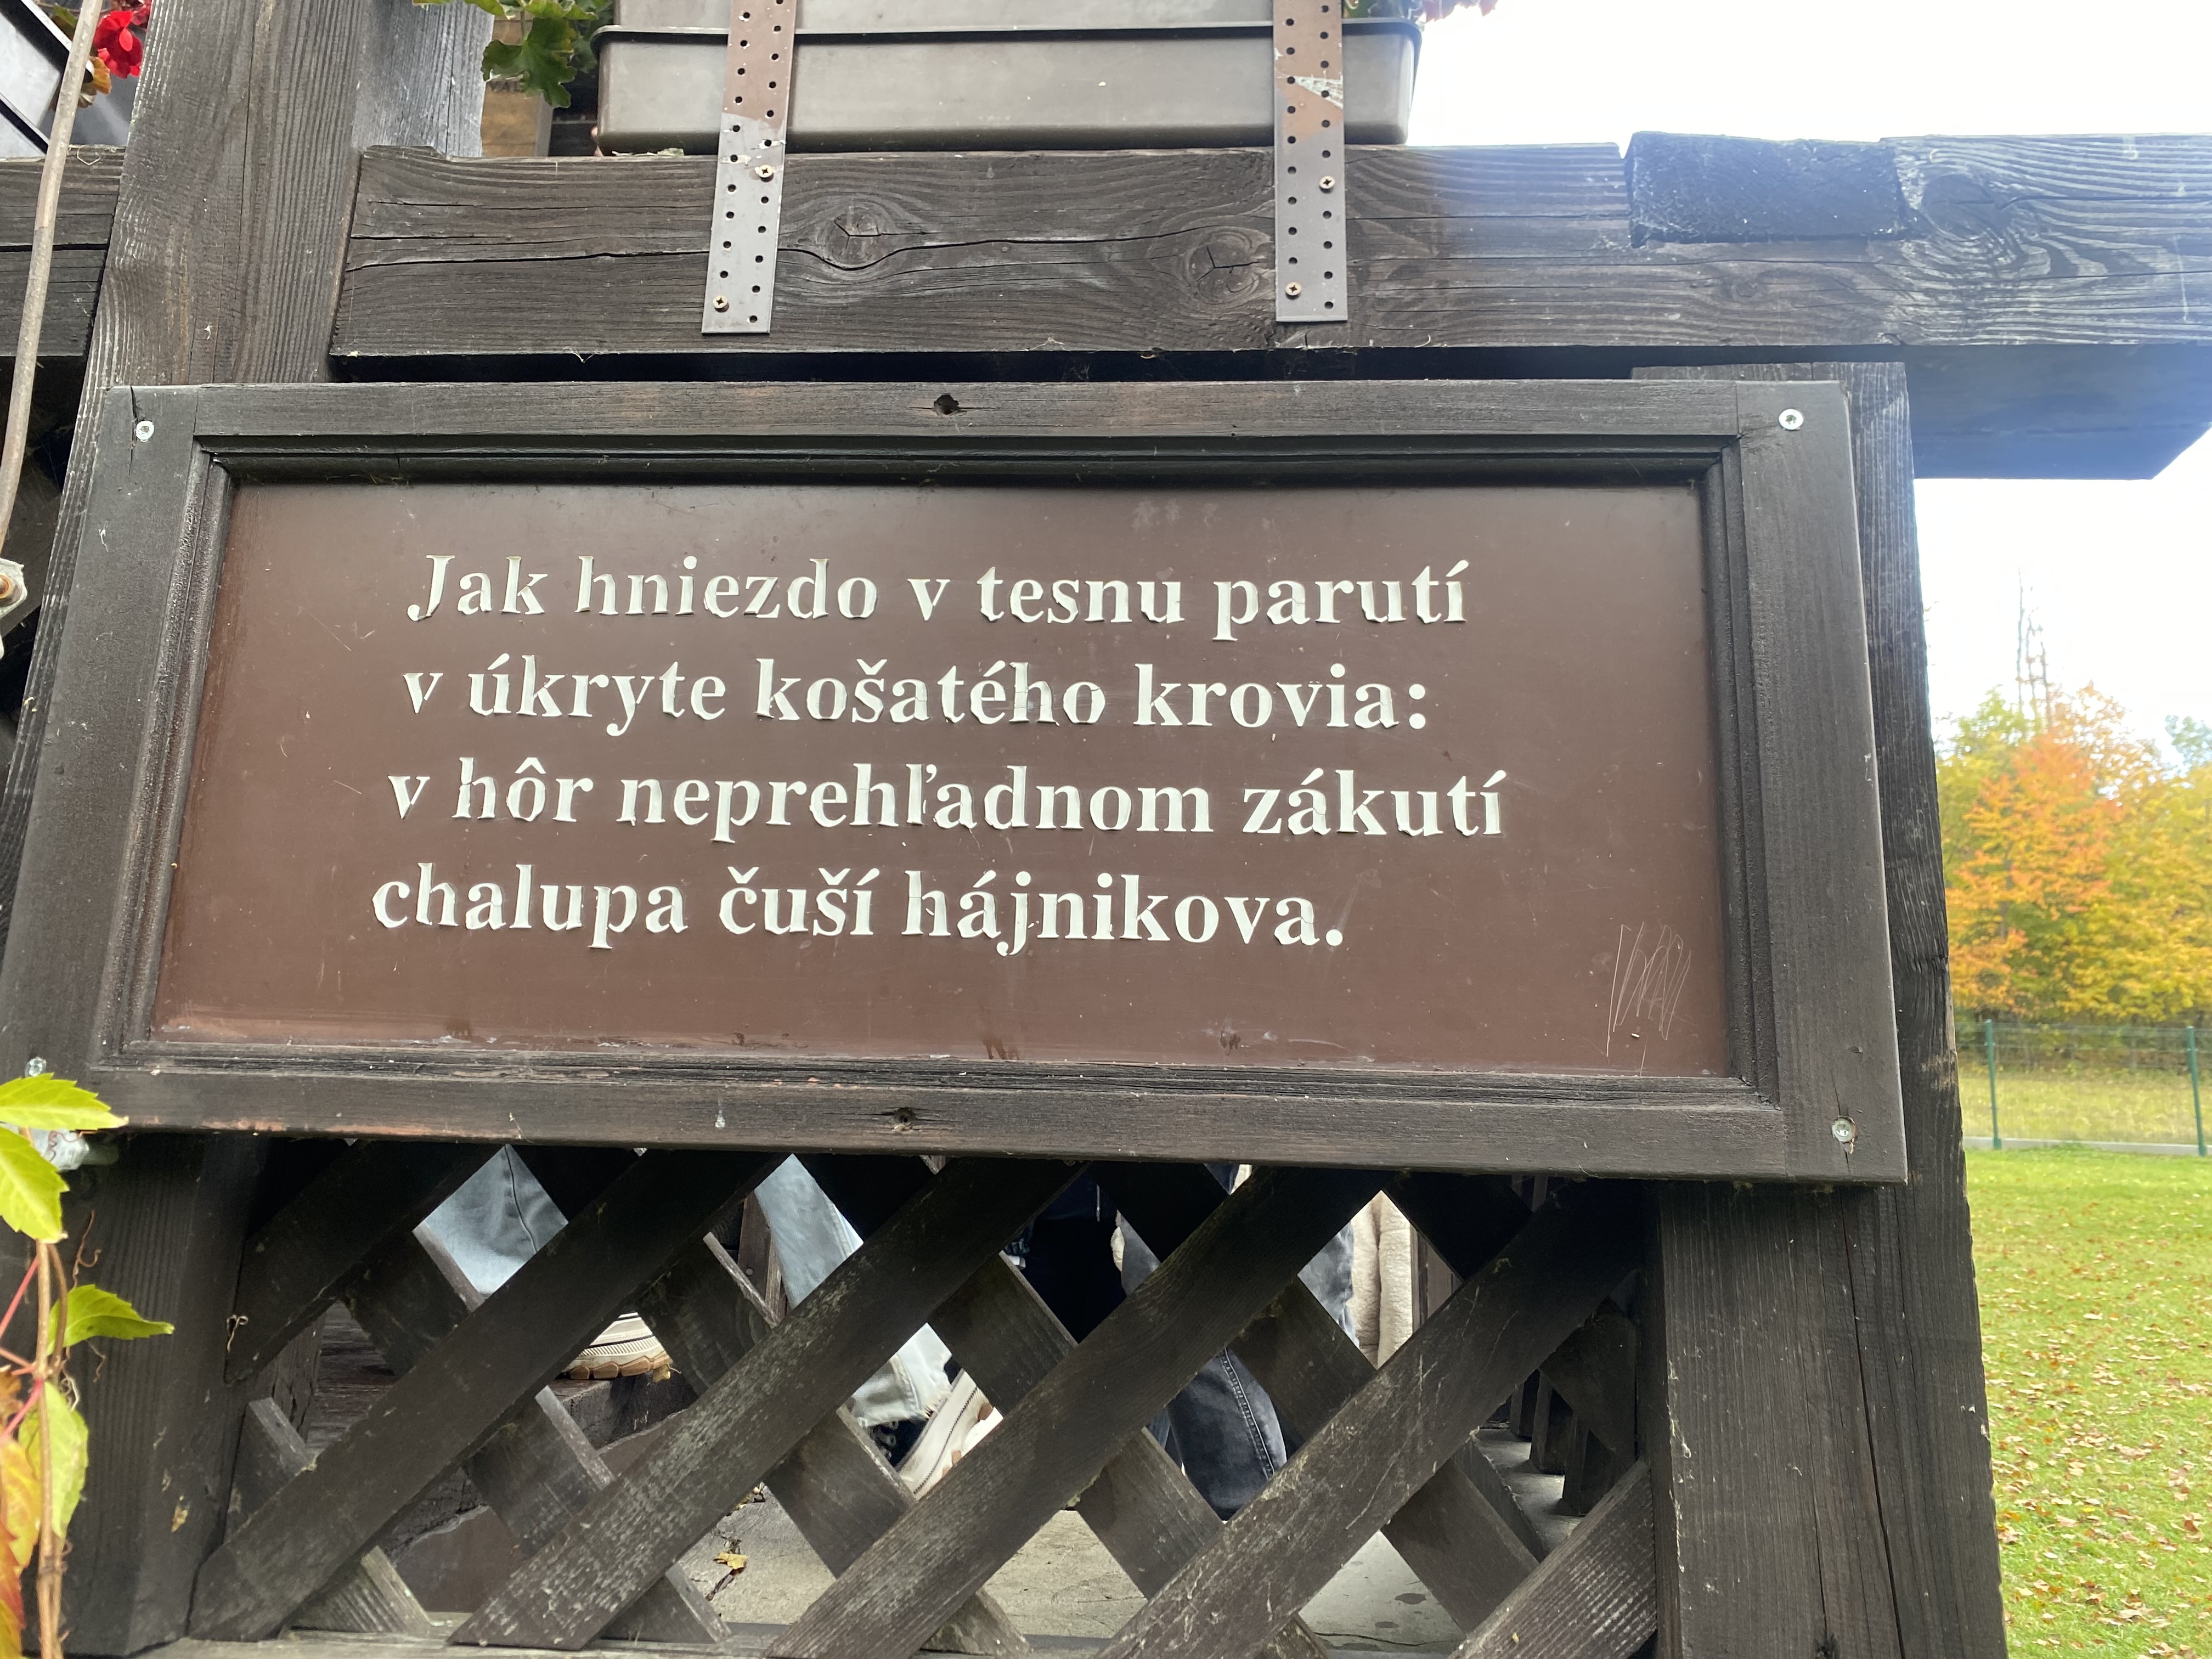 Jak hniezdo v tesnu parutí
v úkryte košatého krovia:
v hôr neprehľadnom zákutí
chalupa čuší hájnikova.